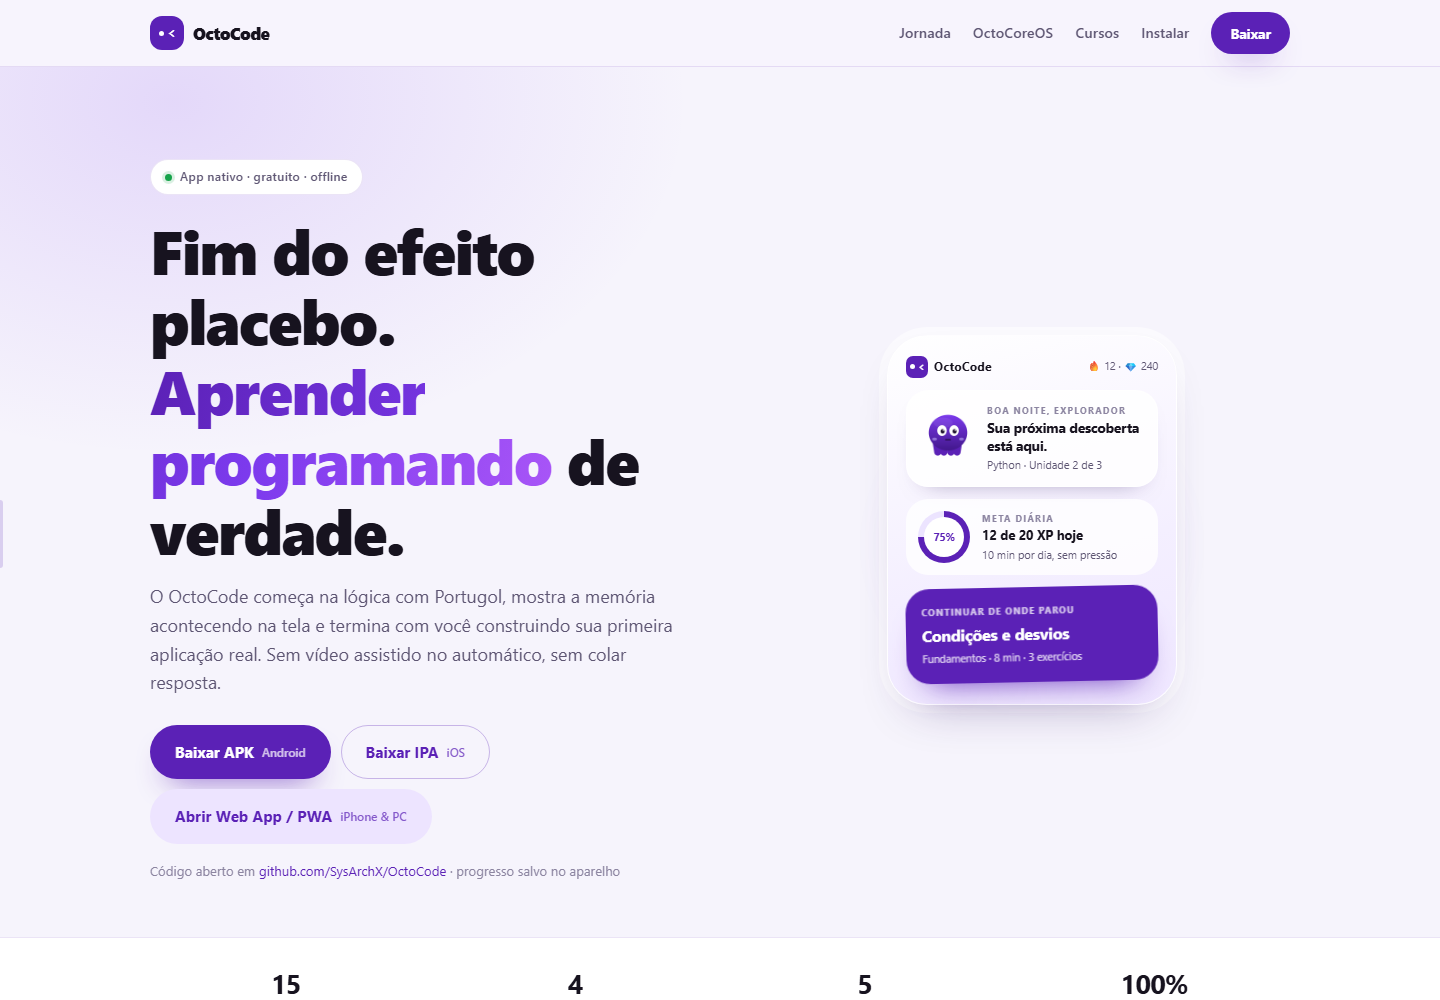 OctoCode
Jornada OctoCoreOS Cursos Instalar Baixar
App nativo · gratuito · offline
Fim do efeito
placebo.
Aprender
programando de
verdade.
O OctoCode começa na lógica com Portugol, mostra a memória
acontecendo na tela e termina com você construindo sua primeira
aplicação real. Sem vídeo assistido no automático, sem colar
resposta.
Baixar APK Android
Baixar IPA iOS
Abrir Web App / PWA iPhone & PC
Código aberto em github.com/SysArchX/OctoCode · progresso salvo no aparelho
OctoCode
12 · 240
BOA NOITE, EXPLORADOR
Sua próxima descoberta
está aqui.
Python · Unidade 2 de 3
75%
META DIÁRIA
12 de 20 XP hoje
10 min por dia, sem pressão
CONTINUAR DE ONDE PAROU
Condições e desvios
Fundamentos · 8 min · 3 exercícios
15 4 5 100%